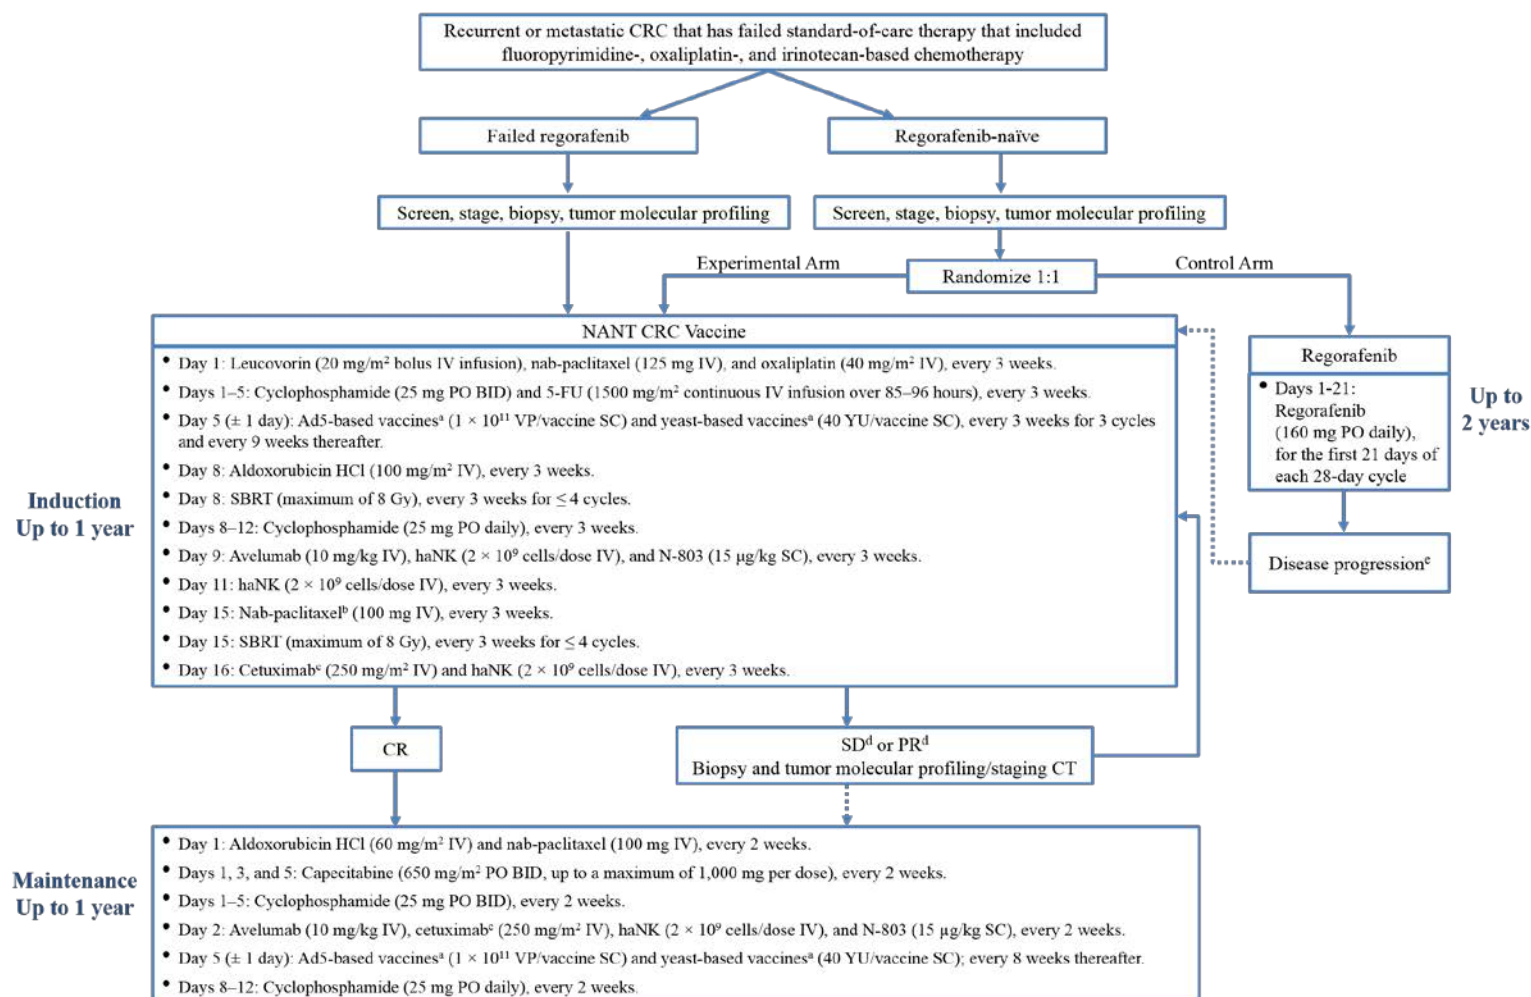 Recurrent or metastatic CRC that has failed standard-of-care therapy that included
fluoropyrimidine-, oxaliplatin-, and irinotecan-based chemotherapy
Failed regorafenib
Regorafenib-naïve
Screen, stage, biopsy, tumor molecular profiling
Screen, stage, biopsy, tumor molecular profiling
Experimental Arm
Randomize 1:1
Control Arm
NANT CRC Vaccine
• Day 1: Leucovorin (20 mg/m² bolus IV infusion), nab-paclitaxel (125 mg IV), and oxaliplatin (40 mg/m² IV), every 3 weeks.
• Days 1–5: Cyclophosphamide (25 mg PO BID) and 5-FU (1500 mg/m² continuous IV infusion over 85–96 hours), every 3 weeks.
• Day 5 (± 1 day): Ad5-based vaccinesᵃ (1 × 10¹¹ VP/vaccine SC) and yeast-based vaccinesᵃ (40 YU/vaccine SC), every 3 weeks for 3 cycles
and every 9 weeks thereafter.
• Day 8: Aldoxorubicin HCl (100 mg/m² IV), every 3 weeks.
• Day 8: SBRT (maximum of 8 Gy), every 3 weeks for ≤ 4 cycles.
• Days 8–12: Cyclophosphamide (25 mg PO daily), every 3 weeks.
• Day 9: Avelumab (10 mg/kg IV), haNK (2 × 10⁹ cells/dose IV), and N-803 (15 µg/kg SC), every 3 weeks.
• Day 11: haNK (2 × 10⁹ cells/dose IV), every 3 weeks.
• Day 15: Nab-paclitaxelᵇ (100 mg IV), every 3 weeks.
• Day 15: SBRT (maximum of 8 Gy), every 3 weeks for ≤ 4 cycles.
• Day 16: Cetuximabᶜ (250 mg/m² IV) and haNK (2 × 10⁹ cells/dose IV), every 3 weeks.
Induction
Up to 1 year
Regorafenib
• Days 1-21:
Regorafenib
(160 mg PO daily),
for the first 21 days of
each 28-day cycle
Up to
2 years
Disease progressionᵉ
CR
SDᵈ or PRᵈ
Biopsy and tumor molecular profiling/staging CT
Maintenance
Up to 1 year
• Day 1: Aldoxorubicin HCl (60 mg/m² IV) and nab-paclitaxel (100 mg IV), every 2 weeks.
• Days 1, 3, and 5: Capecitabine (650 mg/m² PO BID, up to a maximum of 1,000 mg per dose), every 2 weeks.
• Days 1–5: Cyclophosphamide (25 mg PO BID), every 2 weeks.
• Day 2: Avelumab (10 mg/kg IV), cetuximabᶜ (250 mg/m² IV), haNK (2 × 10⁹ cells/dose IV), and N-803 (15 µg/kg SC), every 2 weeks.
• Day 5 (± 1 day): Ad5-based vaccinesᵃ (1 × 10¹¹ VP/vaccine SC) and yeast-based vaccinesᵃ (40 YU/vaccine SC); every 8 weeks thereafter.
• Days 8–12: Cyclophosphamide (25 mg PO daily), every 2 weeks.